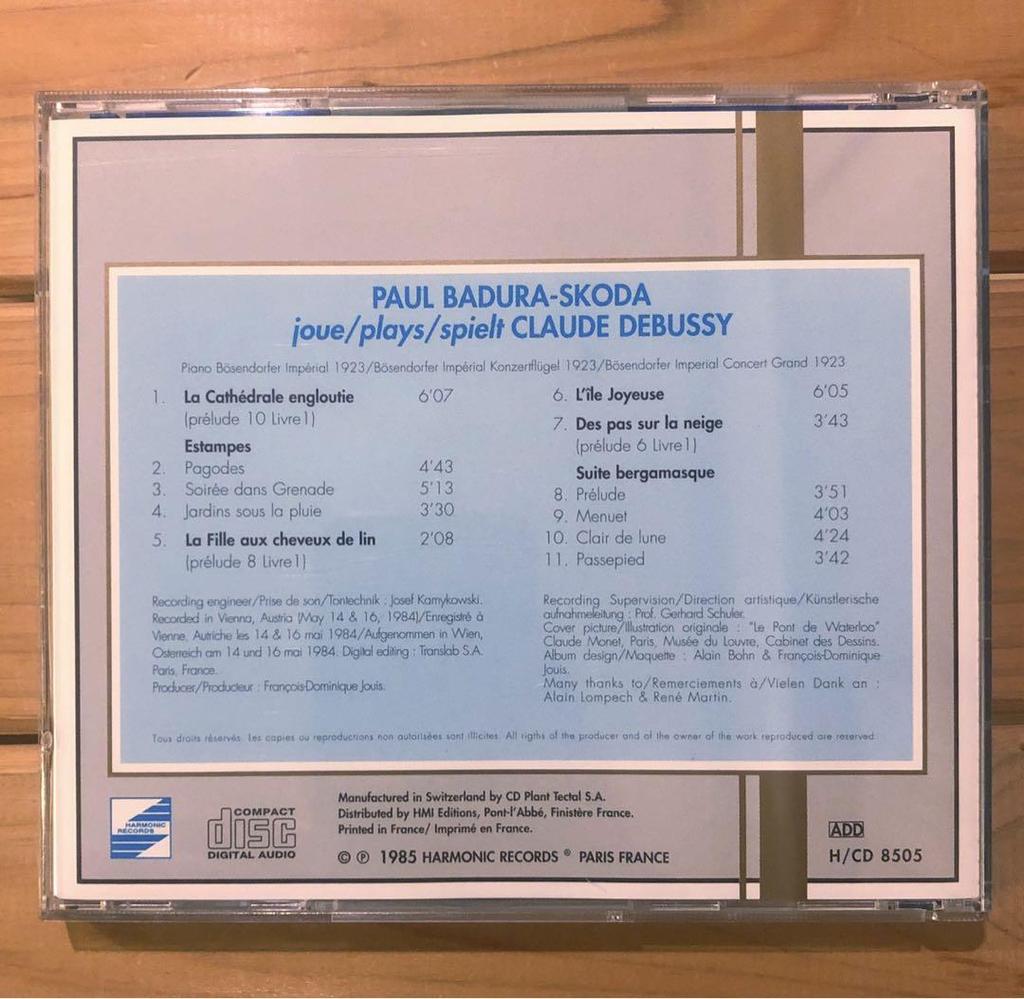 PAUL BADURA-SKODA
joue/plays/spielt CLAUDE DEBUSSY
Piano Bösendorfer Impérial 1923/Bösendorfer Impérial Konzertflügel 1923/Bösendorfer Imperial Concert Grand 1923
1. La Cathédrale engloutie 6'07
(prélude 10 Livre 1)
Estampes
2. Pagodes 4'43
3. Soirée dans Grenade 5'13
4. Jardins sous la pluie 3'30
5. La Fille aux cheveux de lin 2'08
(prélude 8 Livre 1)
6. L'île Joyeuse 6'05
7. Des pas sur la neige 3'43
(prélude 6 Livre 1)
Suite bergamasque
8. Prélude 3'51
9. Menuet 4'03
10. Clair de lune 4'24
11. Passepied 3'42
Recording engineer/Prise de son/Tontechnik : Josef Kamykowski.
Recorded in Vienna, Austria (May 14 & 16, 1984)/Enregistré à
Vienne, Autriche les 14 & 16 mai 1984/Aufgenommen in Wien,
Osterreich am 14 und 16 mai 1984. Digital editing : Translab S.A.
Paris, France.
Producer/Producteur : François-Dominique Jouis.
Recording Supervision/Direction artistique/Künstlerische
aufnahmeleitung : Prof. Gerhard Schuler.
Cover picture/Illustration originale : "Le Pont de Waterloo"
Claude Monet, Paris, Musée du Louvre, Cabinet des Dessins.
Album design/Maquette : Alain Bohn & François-Dominique
Jouis.
Many thanks to/Remerciements à/Vielen Dank an :
Alain Lompech & René Martin.
Tous droits réservés. Les copies ou reproductions non autorisées sont illicites. All rigths of the producer and of the owner of the work reproduced are reserved.
HARMONIC
RECORDS
COMPACT
disc
DIGITAL AUDIO
Manufactured in Switzerland by CD Plant Tectal S.A.
Distributed by HMI Editions, Pont-l'Abbé, Finistère France.
Printed in France/ Imprimé en France.
© ℗ 1985 HARMONIC RECORDS ® PARIS FRANCE
ADD
H/CD 8505